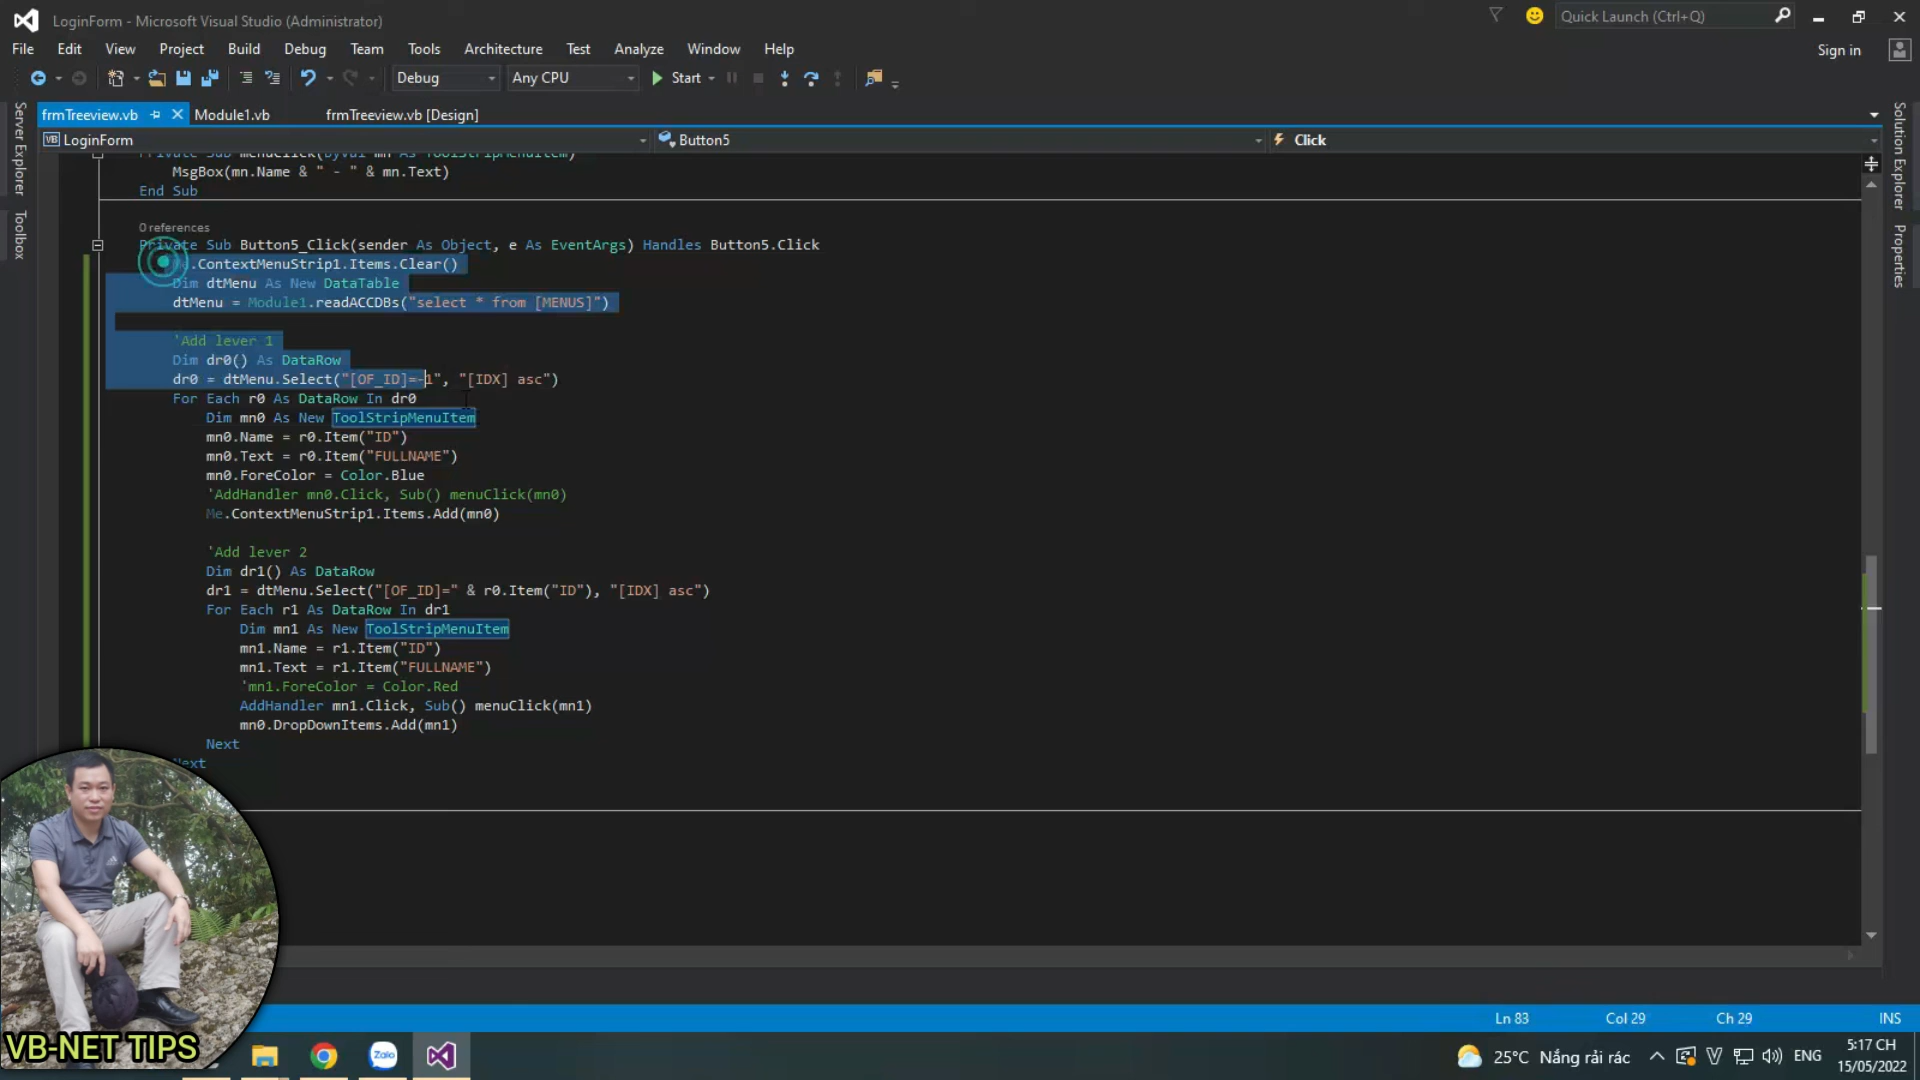 LoginForm - Microsoft Visual Studio (Administrator)
Quick Launch (Ctrl+Q)
File Edit View Project Build Debug Team Tools Architecture Test Analyze Window Help
Sign in
Debug Any CPU Start
frmTreeview.vb Module1.vb frmTreeview.vb [Design]
VB LoginForm Button5 Click
Server Explorer
Toolbox
Solution Explorer
Properties
Private Sub menuClick(ByVal mn As ToolStripMenuItem)
MsgBox(mn.Name & " - " & mn.Text)
End Sub
0 references
Private Sub Button5_Click(sender As Object, e As EventArgs) Handles Button5.Click
.ContextMenuStrip1.Items.Clear()
Dim dtMenu As New DataTable
dtMenu = Module1.readACCDBs("select * from [MENUS]")
'Add lever 1
Dim dr0() As DataRow
dr0 = dtMenu.Select("[OF_ID]=-1", "[IDX] asc")
For Each r0 As DataRow In dr0
Dim mn0 As New ToolStripMenuItem
mn0.Name = r0.Item("ID")
mn0.Text = r0.Item("FULLNAME")
mn0.ForeColor = Color.Blue
'AddHandler mn0.Click, Sub() menuClick(mn0)
Me.ContextMenuStrip1.Items.Add(mn0)
'Add lever 2
Dim dr1() As DataRow
dr1 = dtMenu.Select("[OF_ID]=" & r0.Item("ID"), "[IDX] asc")
For Each r1 As DataRow In dr1
Dim mn1 As New ToolStripMenuItem
mn1.Name = r1.Item("ID")
mn1.Text = r1.Item("FULLNAME")
'mn1.ForeColor = Color.Red
AddHandler mn1.Click, Sub() menuClick(mn1)
mn0.DropDownItems.Add(mn1)
Next
Next
Ln 83 Col 29 Ch 29 INS
VB-NET TIPS
Zalo
25°C Nắng rải rác ENG
5:17 CH
15/05/2022